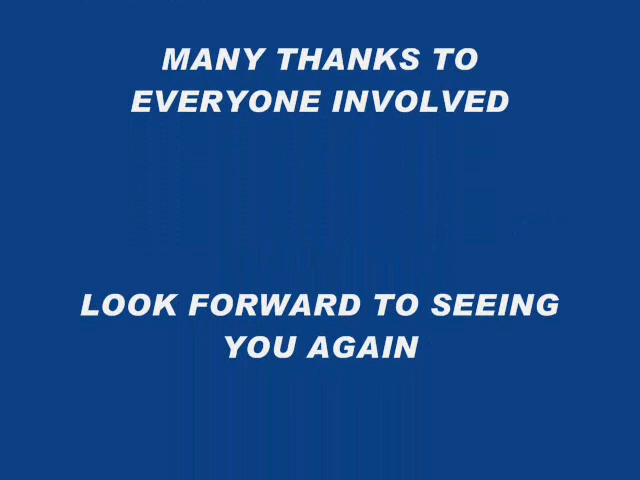 MANY THANKS TO
EVERYONE INVOLVED
LOOK FORWARD TO SEEING
YOU AGAIN